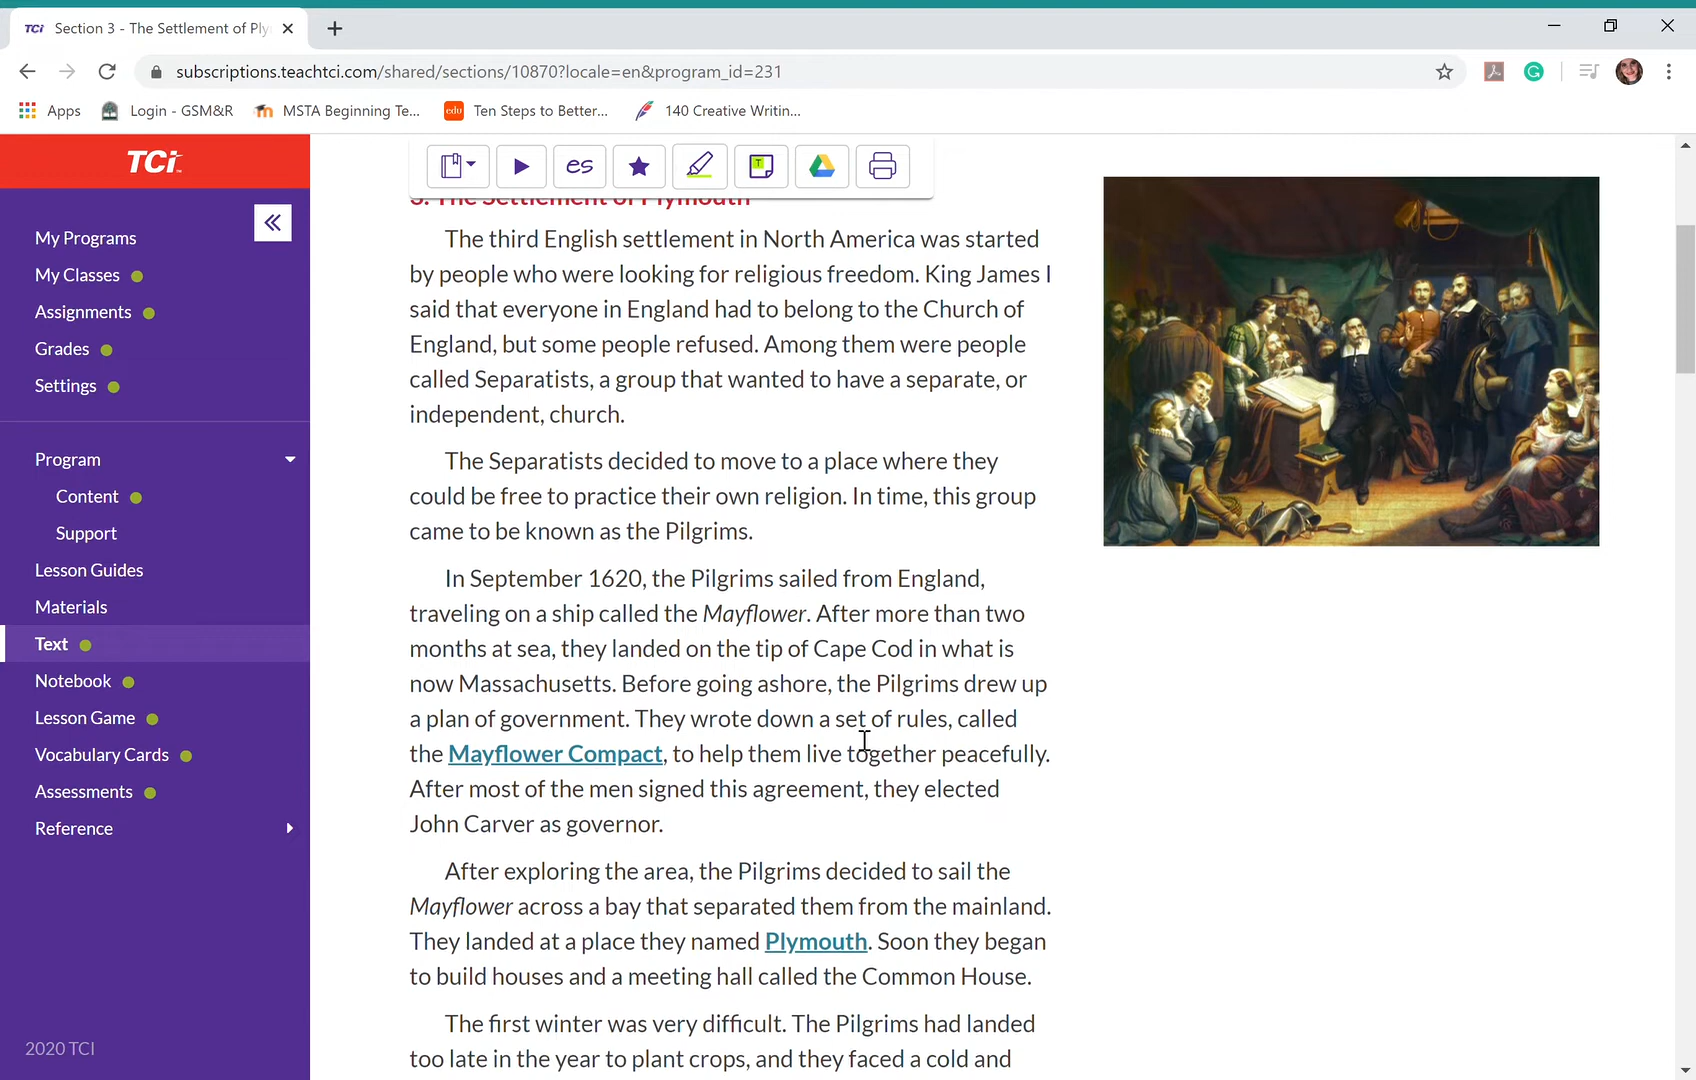 TCi Section 3 - The Settlement of Ply
subscriptions.teachtci.com/shared/sections/10870?locale=en&program_id=231
Apps Login - GSM&R MSTA Beginning Te... edu Ten Steps to Better... 140 Creative Writin...
TCi
My Programs
My Classes
Assignments
Grades
Settings
Program
Content
Support
Lesson Guides
Materials
Text
Notebook
Lesson Game
Vocabulary Cards
Assessments
Reference
2020 TCI
es
T
3. The Settlement of Plymouth
The third English settlement in North America was started
by people who were looking for religious freedom. King James I
said that everyone in England had to belong to the Church of
England, but some people refused. Among them were people
called Separatists, a group that wanted to have a separate, or
independent, church.
The Separatists decided to move to a place where they
could be free to practice their own religion. In time, this group
came to be known as the Pilgrims.
In September 1620, the Pilgrims sailed from England,
traveling on a ship called the Mayflower. After more than two
months at sea, they landed on the tip of Cape Cod in what is
now Massachusetts. Before going ashore, the Pilgrims drew up
a plan of government. They wrote down a set of rules, called
the Mayflower Compact, to help them live together peacefully.
After most of the men signed this agreement, they elected
John Carver as governor.
After exploring the area, the Pilgrims decided to sail the
Mayflower across a bay that separated them from the mainland.
They landed at a place they named Plymouth. Soon they began
to build houses and a meeting hall called the Common House.
The first winter was very difficult. The Pilgrims had landed
too late in the year to plant crops, and they faced a cold and